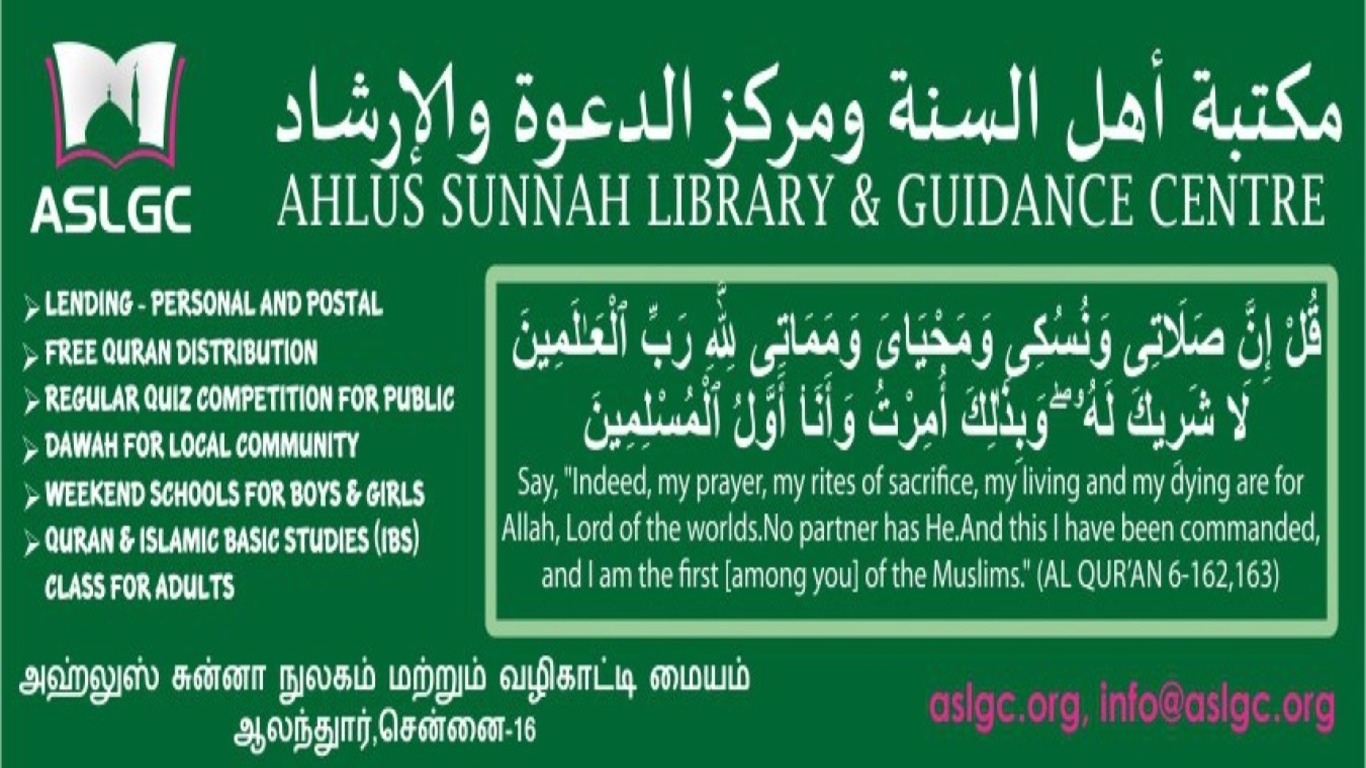 ASLGC
مكتبة أهل السنة ومركز الدعوة والإرشاد
AHLUS SUNNAH LIBRARY & GUIDANCE CENTRE
LENDING - PERSONAL AND POSTAL
FREE QURAN DISTRIBUTION
REGULAR QUIZ COMPETITION FOR PUBLIC
DAWAH FOR LOCAL COMMUNITY
WEEKEND SCHOOLS FOR BOYS & GIRLS
QURAN & ISLAMIC BASIC STUDIES (IBS)
CLASS FOR ADULTS
قُلْ إِنَّ صَلَاتِى وَنُسُكِى وَمَحْيَاىَ وَمَمَاتِى لِلَّهِ رَبِّ ٱلْعَـٰلَمِينَ
لَا شَرِيكَ لَهُۥ ۖ وَبِذَٰلِكَ أُمِرْتُ وَأَنَا۠ أَوَّلُ ٱلْمُسْلِمِينَ
Say, "Indeed, my prayer, my rites of sacrifice, my living and my dying are for
Allah, Lord of the worlds.No partner has He.And this I have been commanded,
and I am the first [among you] of the Muslims." (AL QUR'AN 6-162,163)
அஹ்லுஸ் சுன்னா நுலகம் மற்றும் வழிகாட்டி மையம்
ஆலந்தூர்,சென்னை-16
aslgc.org, info@aslgc.org